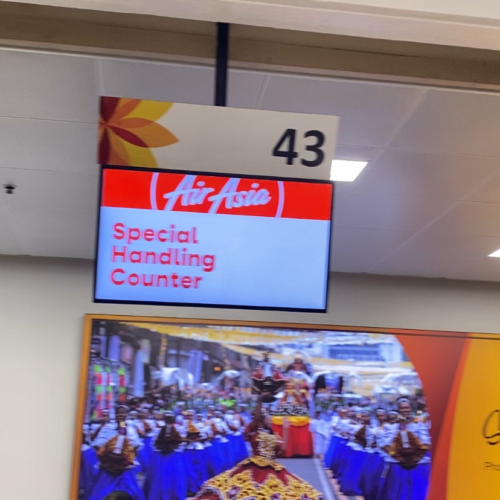 43
AirAsia
Special
Handling
Counter